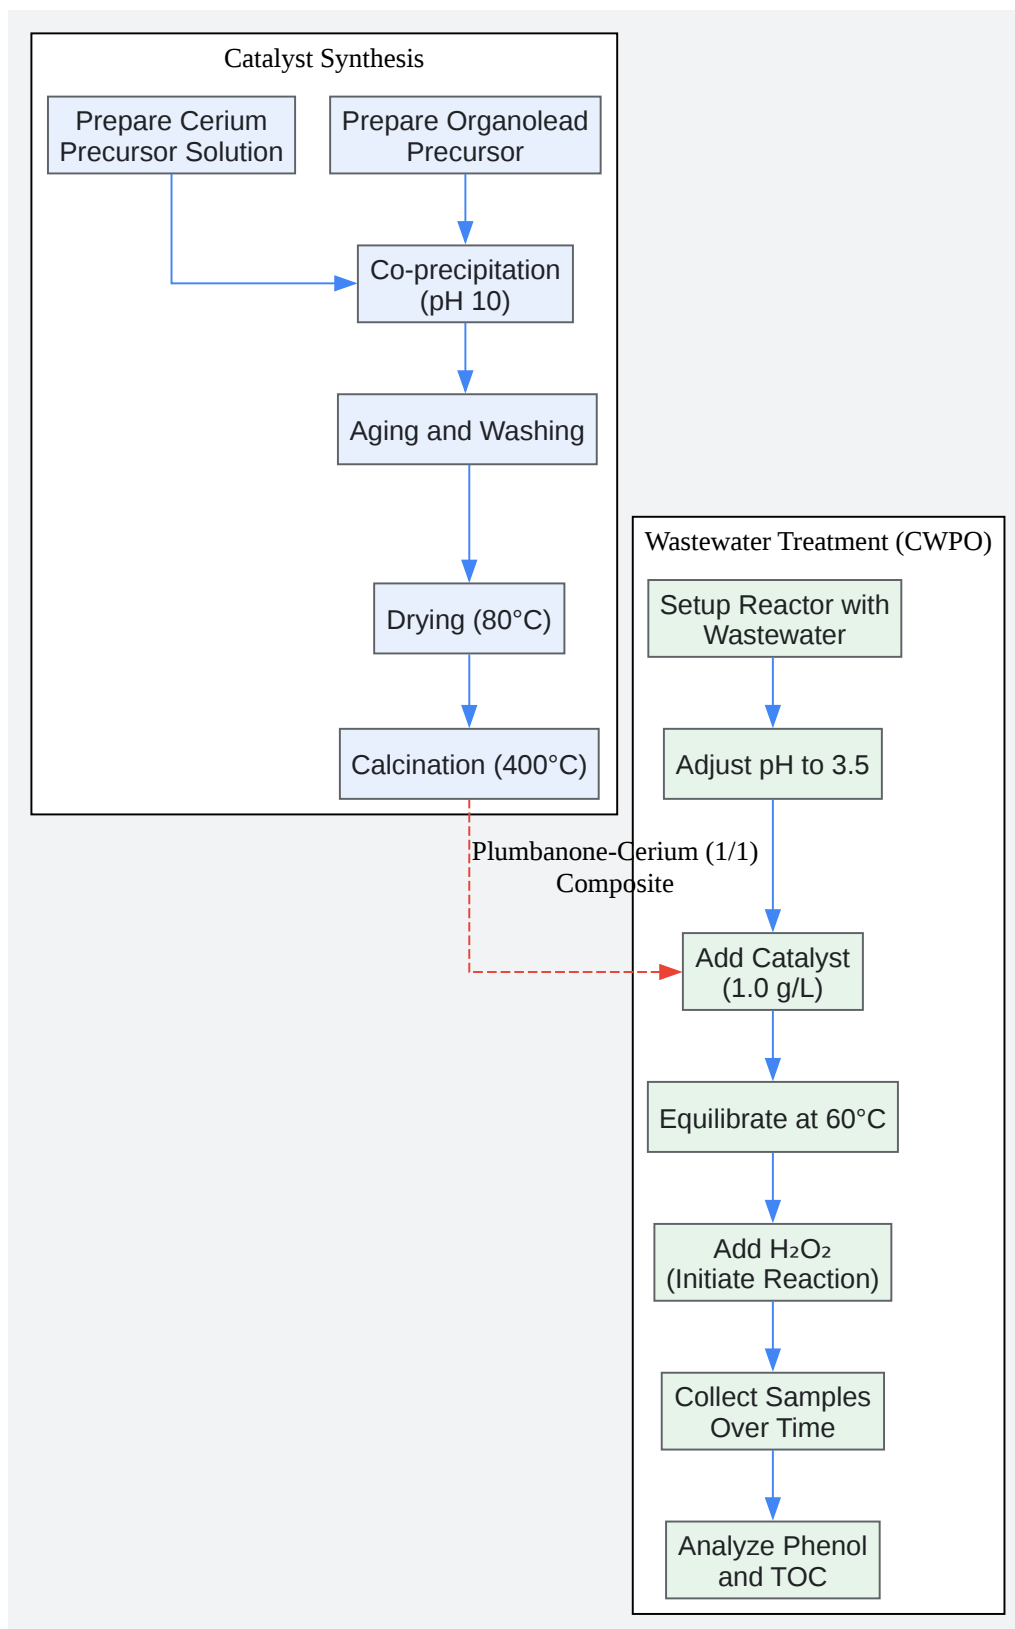 Catalyst Synthesis
Prepare Cerium
Precursor Solution
Prepare Organolead
Precursor
Co-precipitation
(pH 10)
Aging and Washing
Drying (80°C)
Calcination (400°C)
Plumbanone-Cerium (1/1)
Composite
Wastewater Treatment (CWPO)
Setup Reactor with
Wastewater
Adjust pH to 3.5
Add Catalyst
(1.0 g/L)
Equilibrate at 60°C
Add H₂O₂
(Initiate Reaction)
Collect Samples
Over Time
Analyze Phenol
and TOC